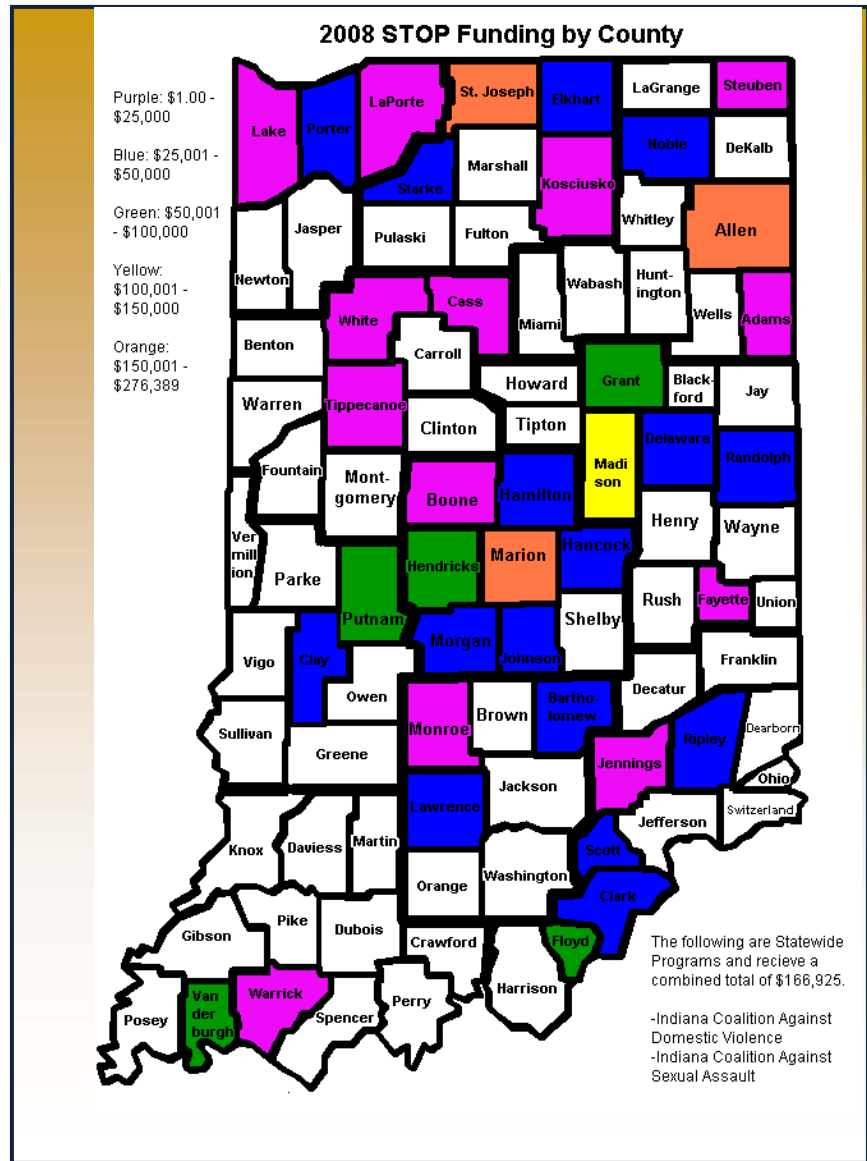 2008 STOP Funding by County
Purple: $1.00 -
$25,000
Blue: $25,001 -
$50,000
Green: $50,001
- $100,000
Yellow:
$100,001 -
$150,000
Orange:
$150,001 -
$276,389
Lake
Porter
LaPorte
St. Joseph
Elkhart
LaGrange
Steuben
Starke
Marshall
Kosciusko
Noble
DeKalb
Newton
Jasper
Pulaski
Fulton
Whitley
Allen
White
Cass
Miami
Wabash
Hunt-
ington
Wells
Adams
Benton
Carroll
Howard
Grant
Black-
ford
Jay
Warren
Tippecanoe
Clinton
Tipton
Madi
son
Delaware
Randolph
Fountain
Mont-
gomery
Boone
Hamilton
Henry
Wayne
Ver
mill
ion
Parke
Putnam
Hendricks
Marion
Hancock
Shelby
Rush
Fayette
Union
Vigo
Clay
Owen
Morgan
Johnson
Decatur
Franklin
Sullivan
Greene
Monroe
Brown
Bartho-
lomew
Jennings
Ripley
Dearborn
Ohio
Switzerland
Knox
Daviess
Martin
Lawrence
Jackson
Jefferson
Scott
Orange
Washington
Clark
Gibson
Pike
Dubois
Crawford
Harrison
Floyd
Posey
Van
der
burgh
Warrick
Spencer
Perry
The following are Statewide
Programs and recieve a
combined total of $166,925.
-Indiana Coalition Against
Domestic Violence
-Indiana Coalition Against
Sexual Assault